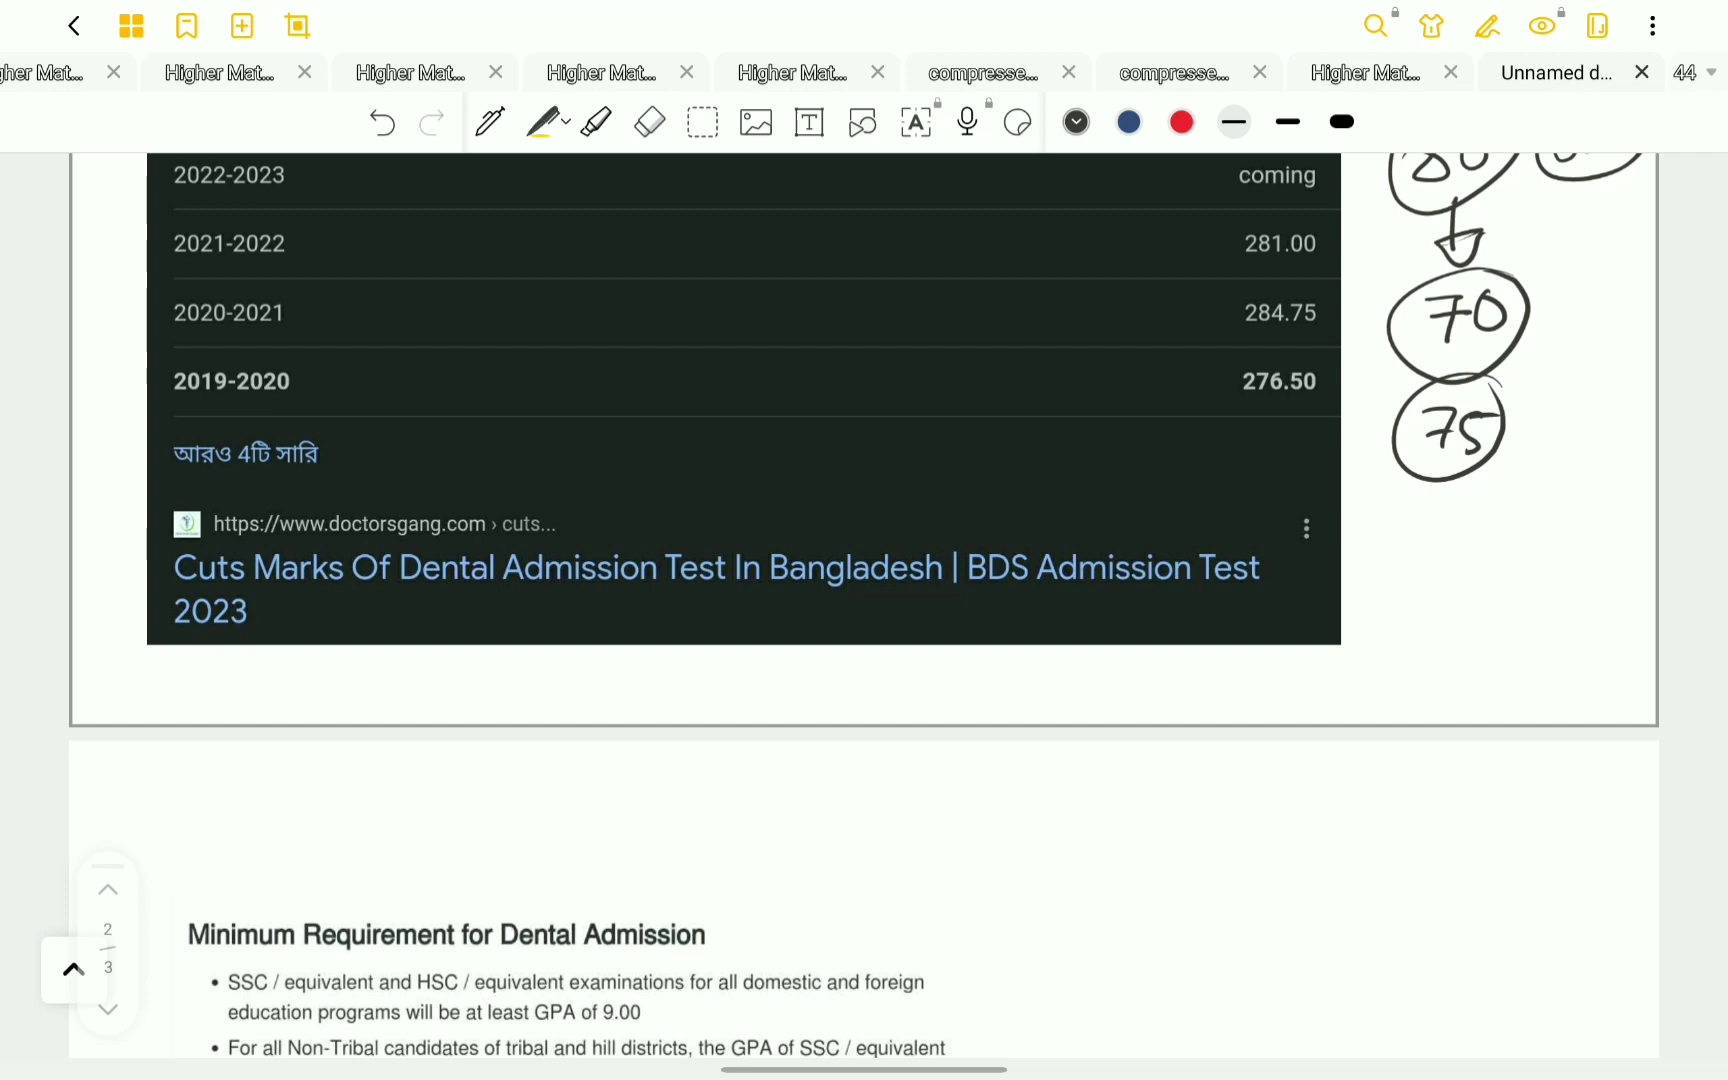 gher Mat...
Higher Mat...
Higher Mat...
Higher Mat...
Higher Mat...
compresse...
compresse...
Higher Mat...
Unnamed d...
44
2022-2023 coming
80
2021-2022 281.00
2020-2021 284.75
70
2019-2020 276.50
75
আরও 4টি সারি
https://www.doctorsgang.com › cuts...
Cuts Marks Of Dental Admission Test In Bangladesh | BDS Admission Test
2023
2
3
Minimum Requirement for Dental Admission
• SSC / equivalent and HSC / equivalent examinations for all domestic and foreign
education programs will be at least GPA of 9.00
• For all Non-Tribal candidates of tribal and hill districts, the GPA of SSC / equivalent